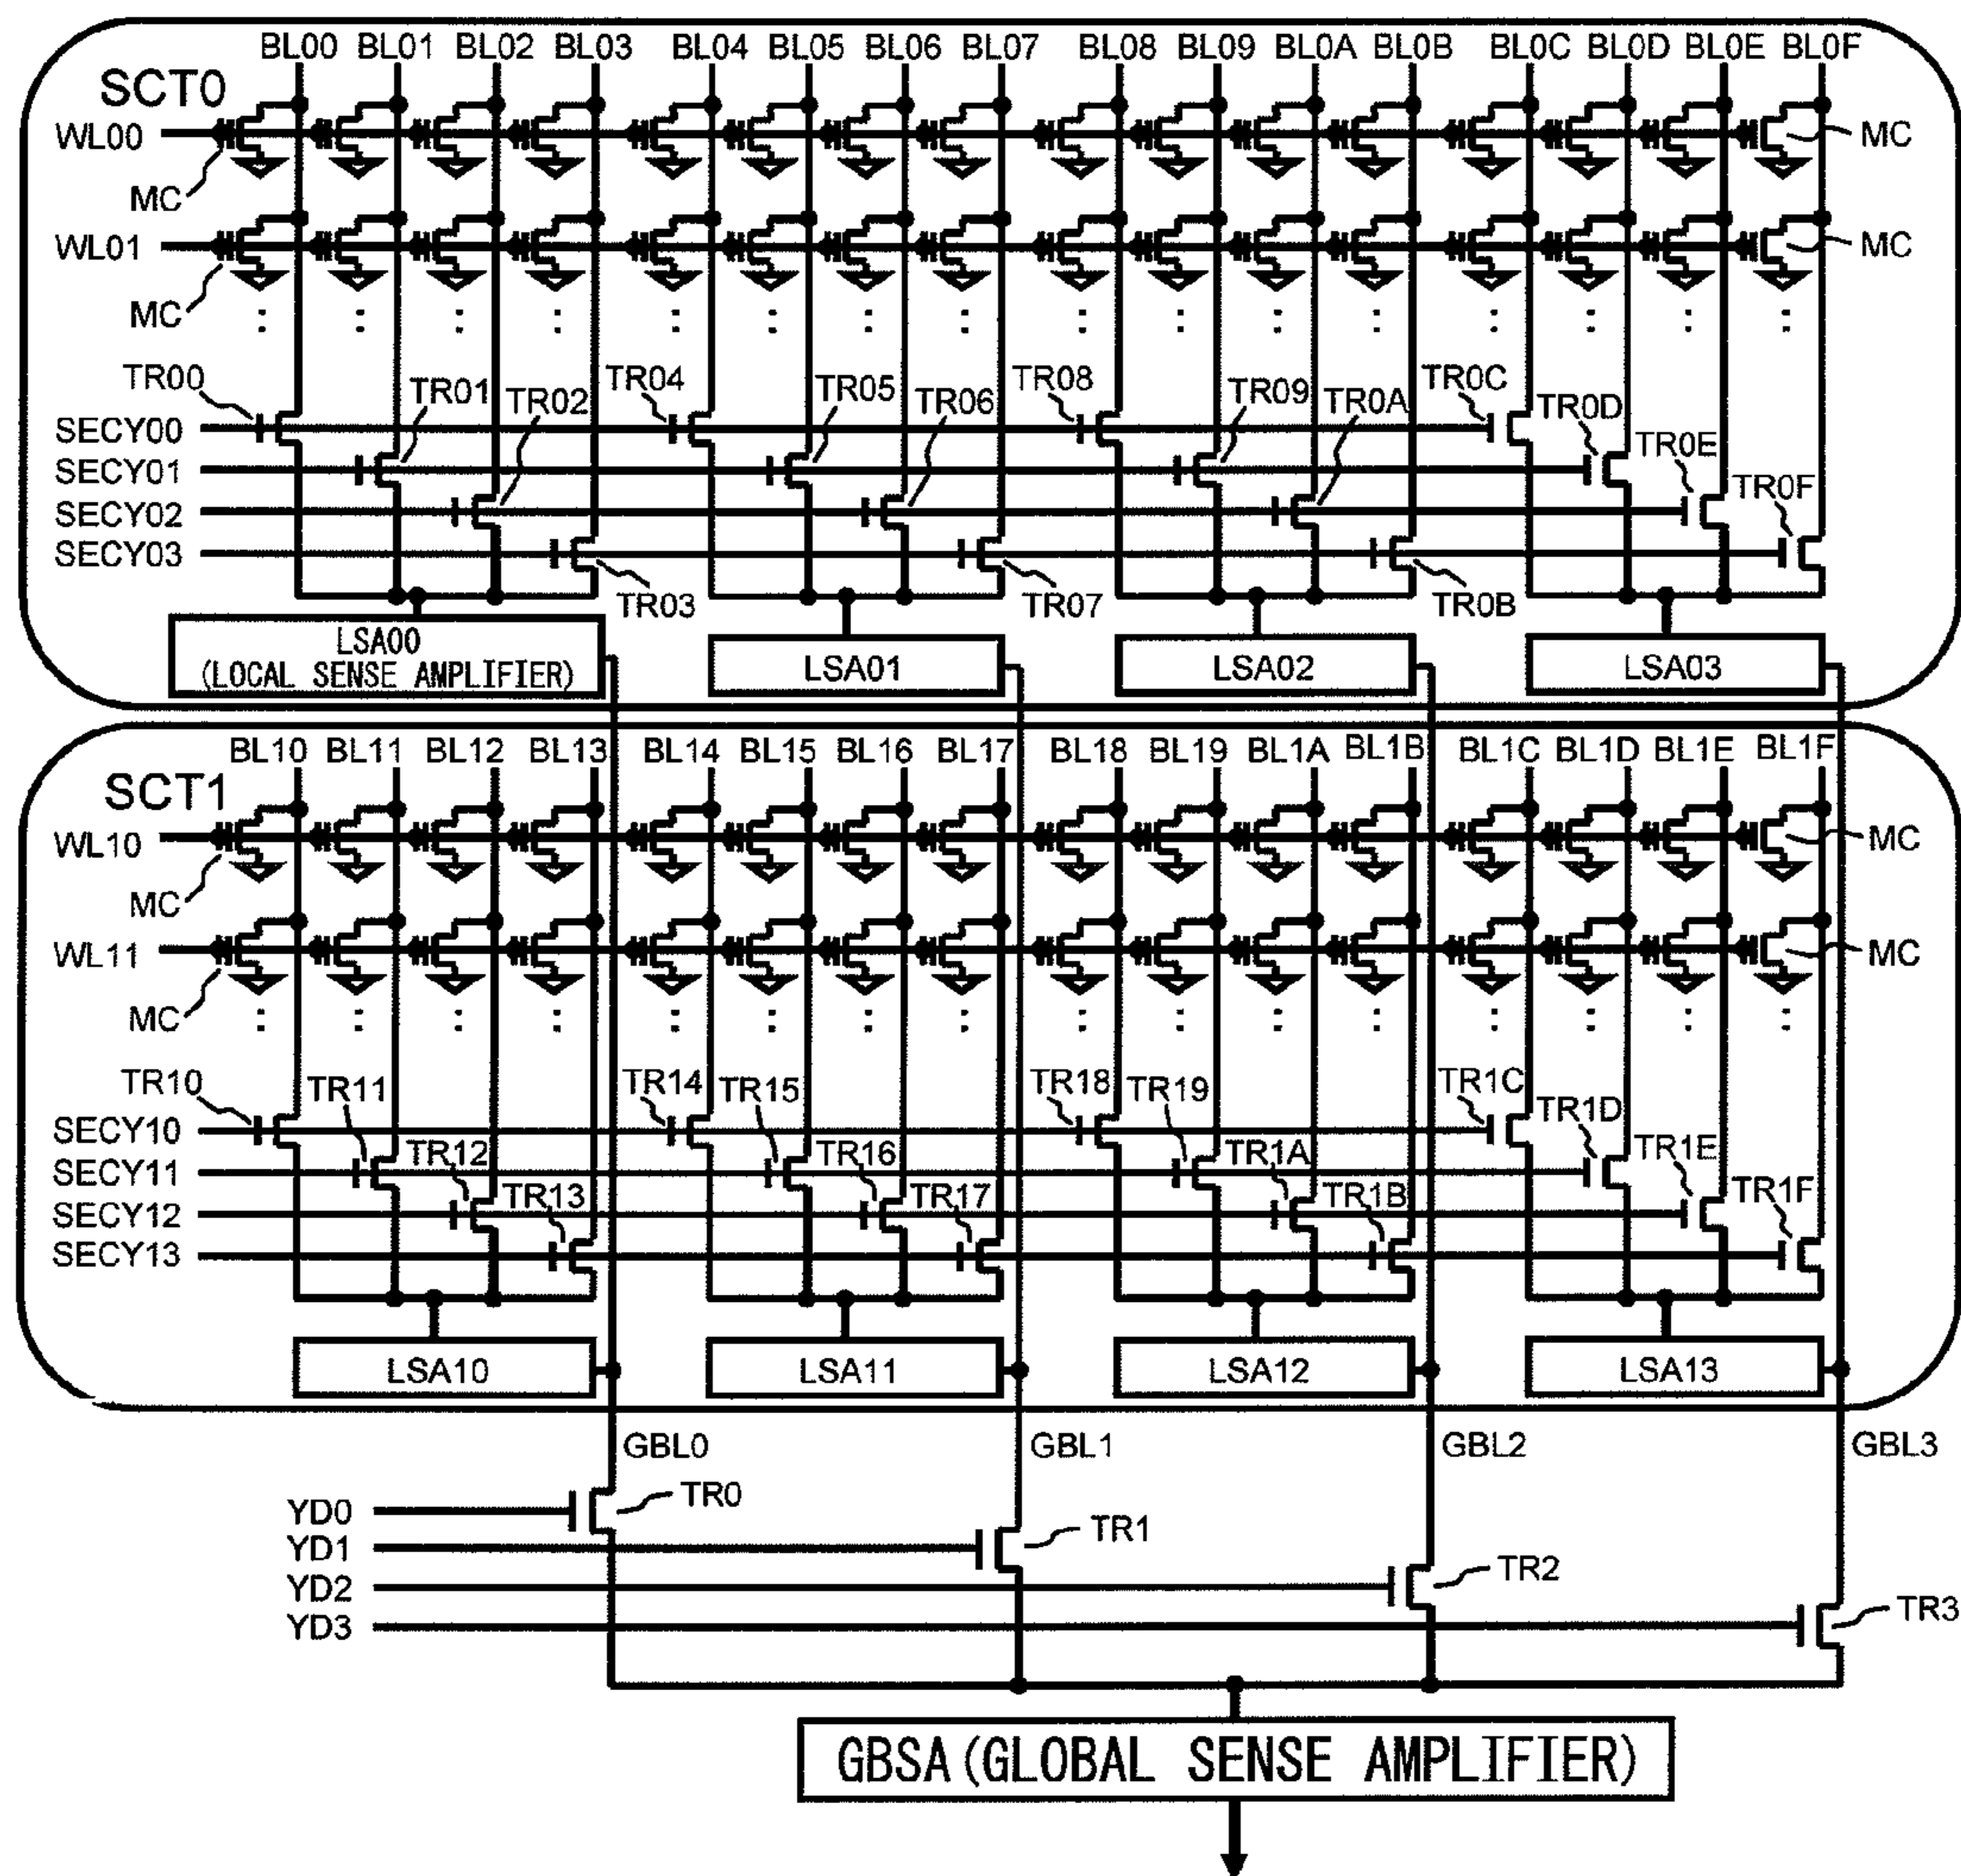 BL00 BL01 BL02 BL03 BL04 BL05 BL06 BL07 BL08 BL09 BL0A BL0B BL0C BL0D BL0E BL0F
SCT0
WL00 MC
MC
WL01 MC
MC
TR00 TR01 TR02 TR04 TR05 TR06 TR08 TR09 TR0A TR0C TR0D TR0E TR0F
SECY00
SECY01
SECY02
SECY03
TR03 TR07 TR0B
LSA00
(LOCAL SENSE AMPLIFIER)
LSA01 LSA02 LSA03
BL10 BL11 BL12 BL13 BL14 BL15 BL16 BL17 BL18 BL19 BL1A BL1B BL1C BL1D BL1E BL1F
SCT1
WL10 MC
MC
WL11 MC
MC
TR10 TR11 TR14 TR15 TR18 TR19 TR1C TR1D
SECY10
SECY11 TR12 TR16 TR1A TR1E
SECY12 TR13 TR17 TR1B TR1F
SECY13
LSA10 LSA11 LSA12 LSA13
GBL0 GBL1 GBL2 GBL3
YD0 TR0
YD1 TR1
YD2 TR2
YD3 TR3
GBSA(GLOBAL SENSE AMPLIFIER)